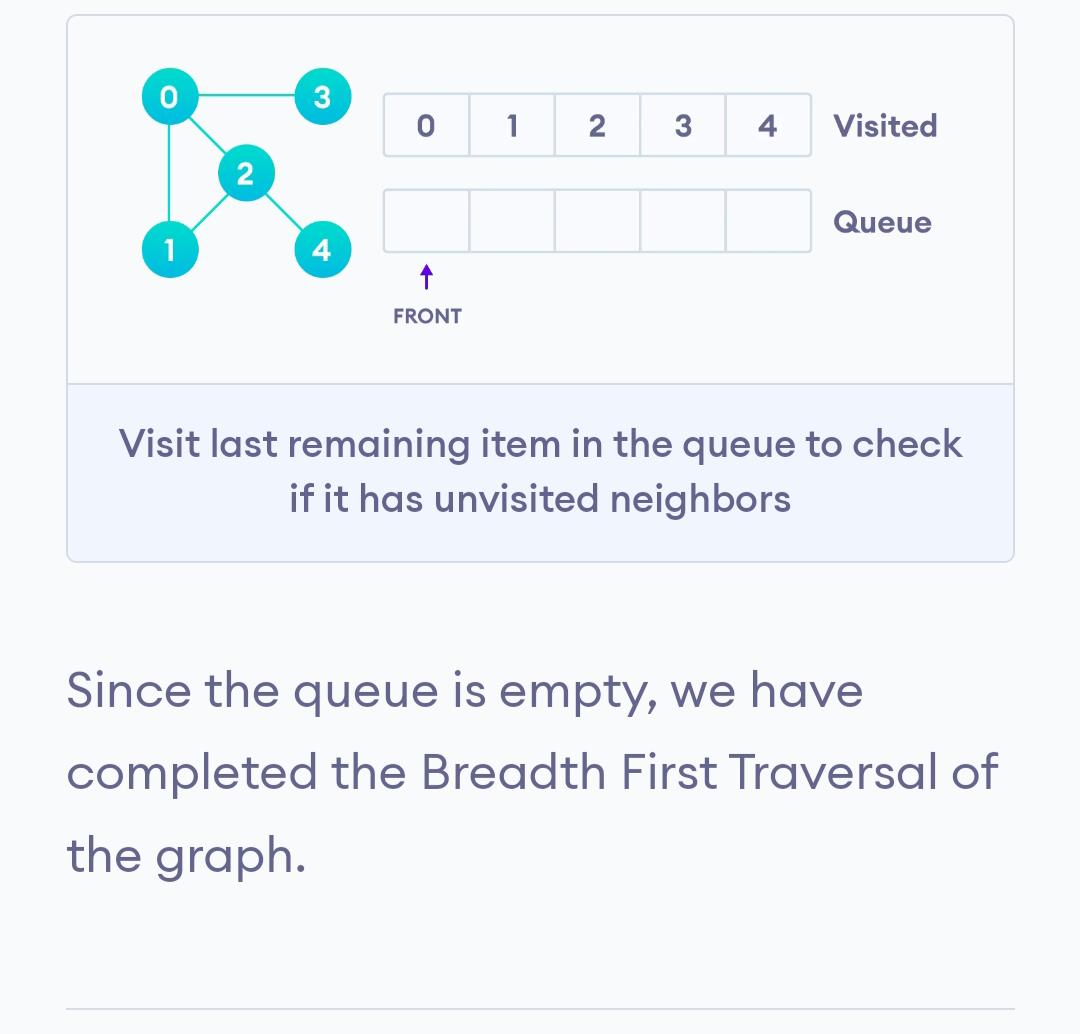 0 3
2
1 4
0 1 2 3 4 Visited
Queue
FRONT
Visit last remaining item in the queue to check
if it has unvisited neighbors
Since the queue is empty, we have
completed the Breadth First Traversal of
the graph.